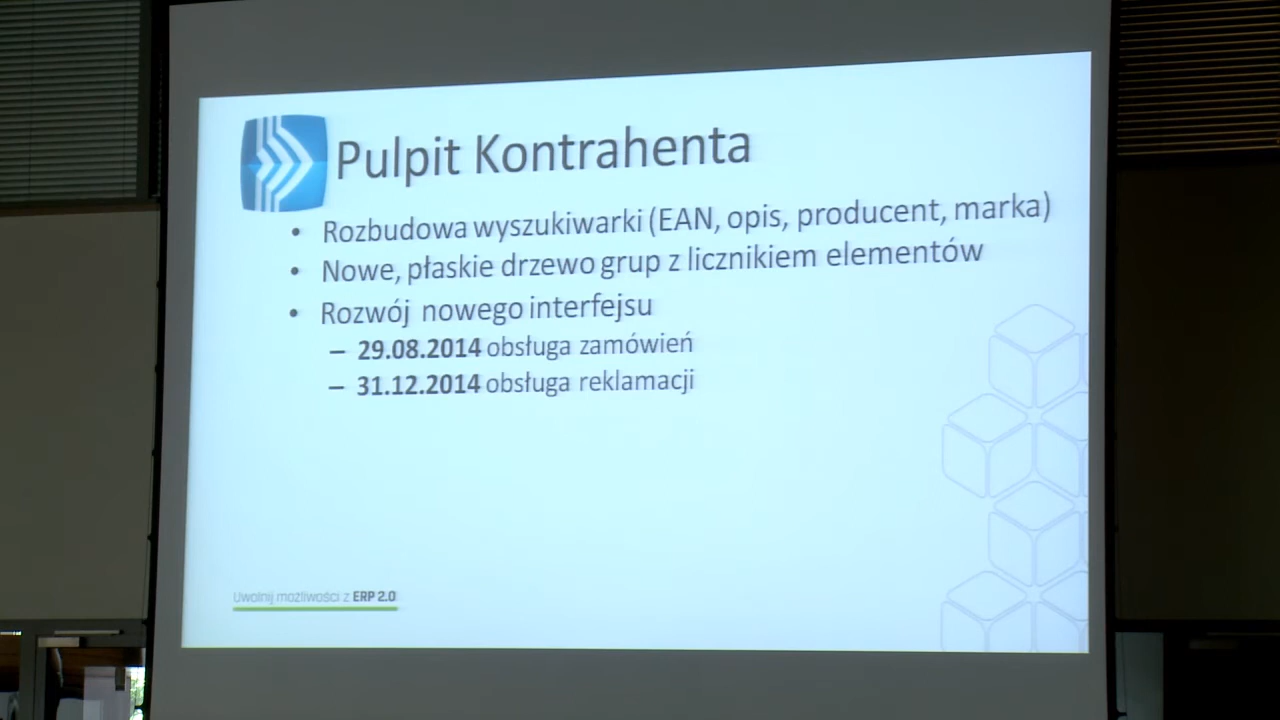 Pulpit Kontrahenta
• Rozbudowa wyszukiwarki (EAN, opis, producent, marka)
• Nowe, płaskie drzewo grup z licznikiem elementów
• Rozwój nowego interfejsu
– 29.08.2014 obsługa zamówień
– 31.12.2014 obsługa reklamacji
Uwolnij możliwości z ERP 2.0